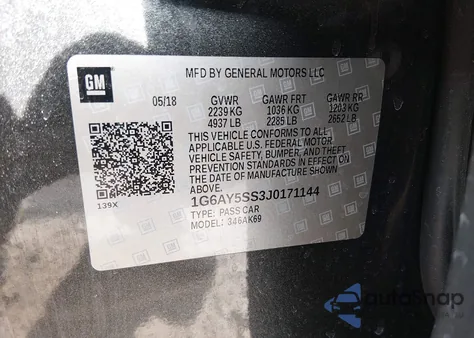 GM
MFD BY GENERAL MOTORS LLC
05/18 GVWR GAWR FRT GAWR RR
2239 KG 1036 KG 1203 KG
4937 LB 2285 LB 2652 LB
THIS VEHICLE CONFORMS TO ALL
APPLICABLE U.S. FEDERAL MOTOR
VEHICLE SAFETY, BUMPER, AND
THEFT PREVENTION STANDARDS
IN EFFECT ON
THE DATE OF MANUFACTURE SHOWN
ABOVE.
139X
1G6AY5SS3J0171144
TYPE: PASS CAR
MODEL: 346AK69
autoSnap